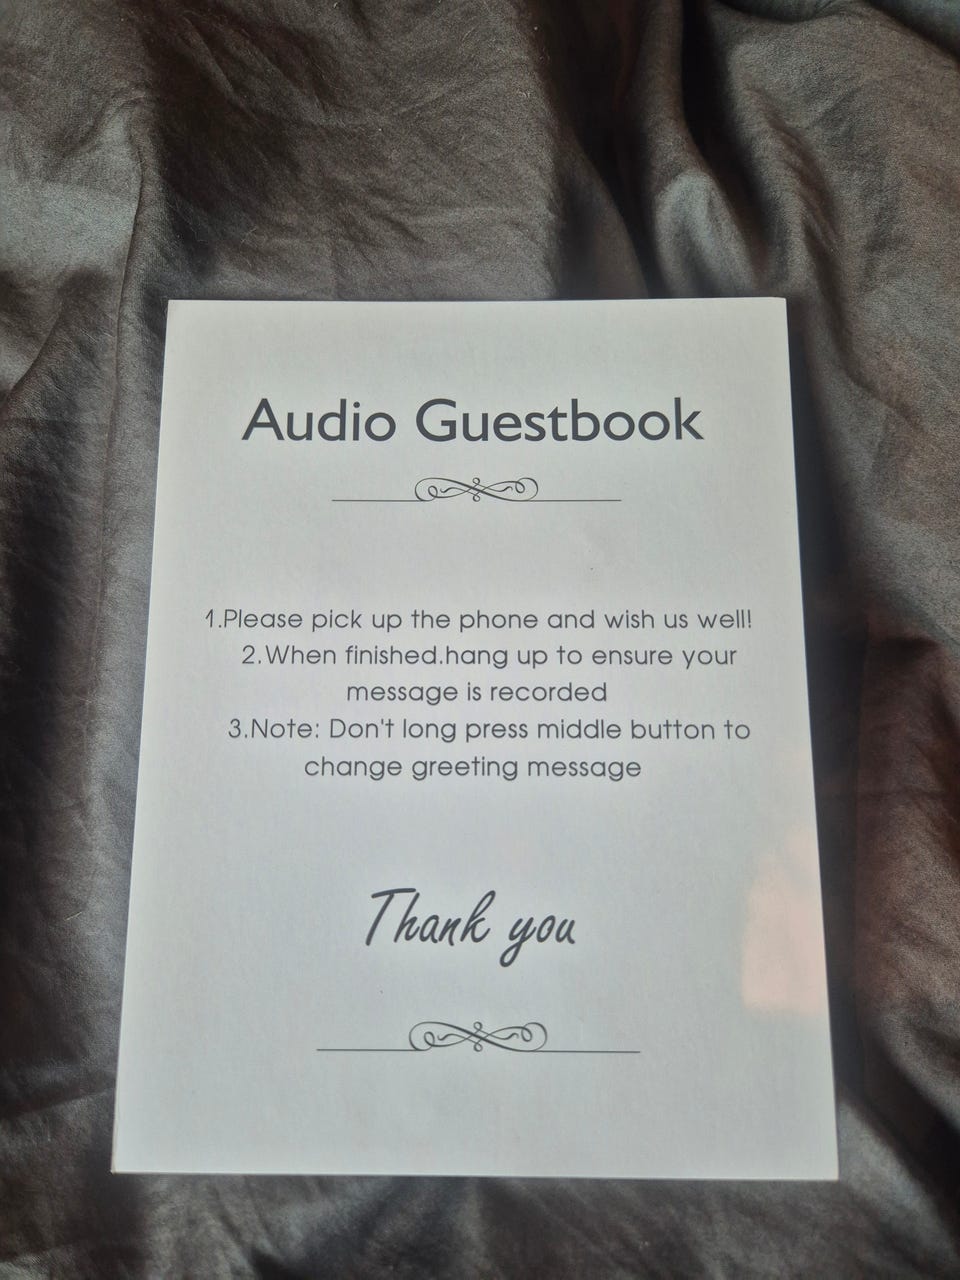 Audio Guestbook
1.Please pick up the phone and wish us well!
2.When finished.hang up to ensure your
message is recorded
3.Note: Don't long press middle button to
change greeting message
Thank you